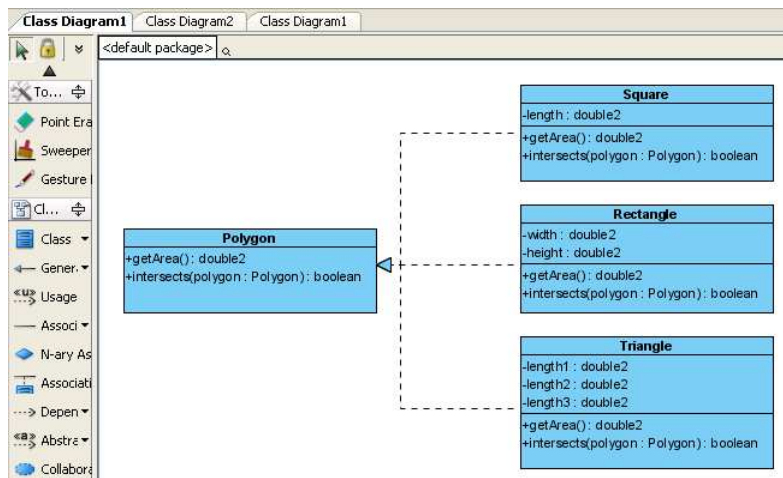 Class Diagram1 Class Diagram2 Class Diagram1
<default package>
To...
Point Era
Sweeper
Gesture
Cl...
Class
Gener.
Usage
Associ
N-ary As
Associati
Depen
Abstra
Collabora
Polygon
+getArea() : double2
+intersects(polygon : Polygon) : boolean
Square
-length : double2
+getArea() : double2
+intersects(polygon : Polygon) : boolean
Rectangle
-width : double2
-height : double2
+getArea() : double2
+intersects(polygon : Polygon) : boolean
Triangle
-length1 : double2
-length2 : double2
-length3 : double2
+getArea() : double2
+intersects(polygon : Polygon) : boolean